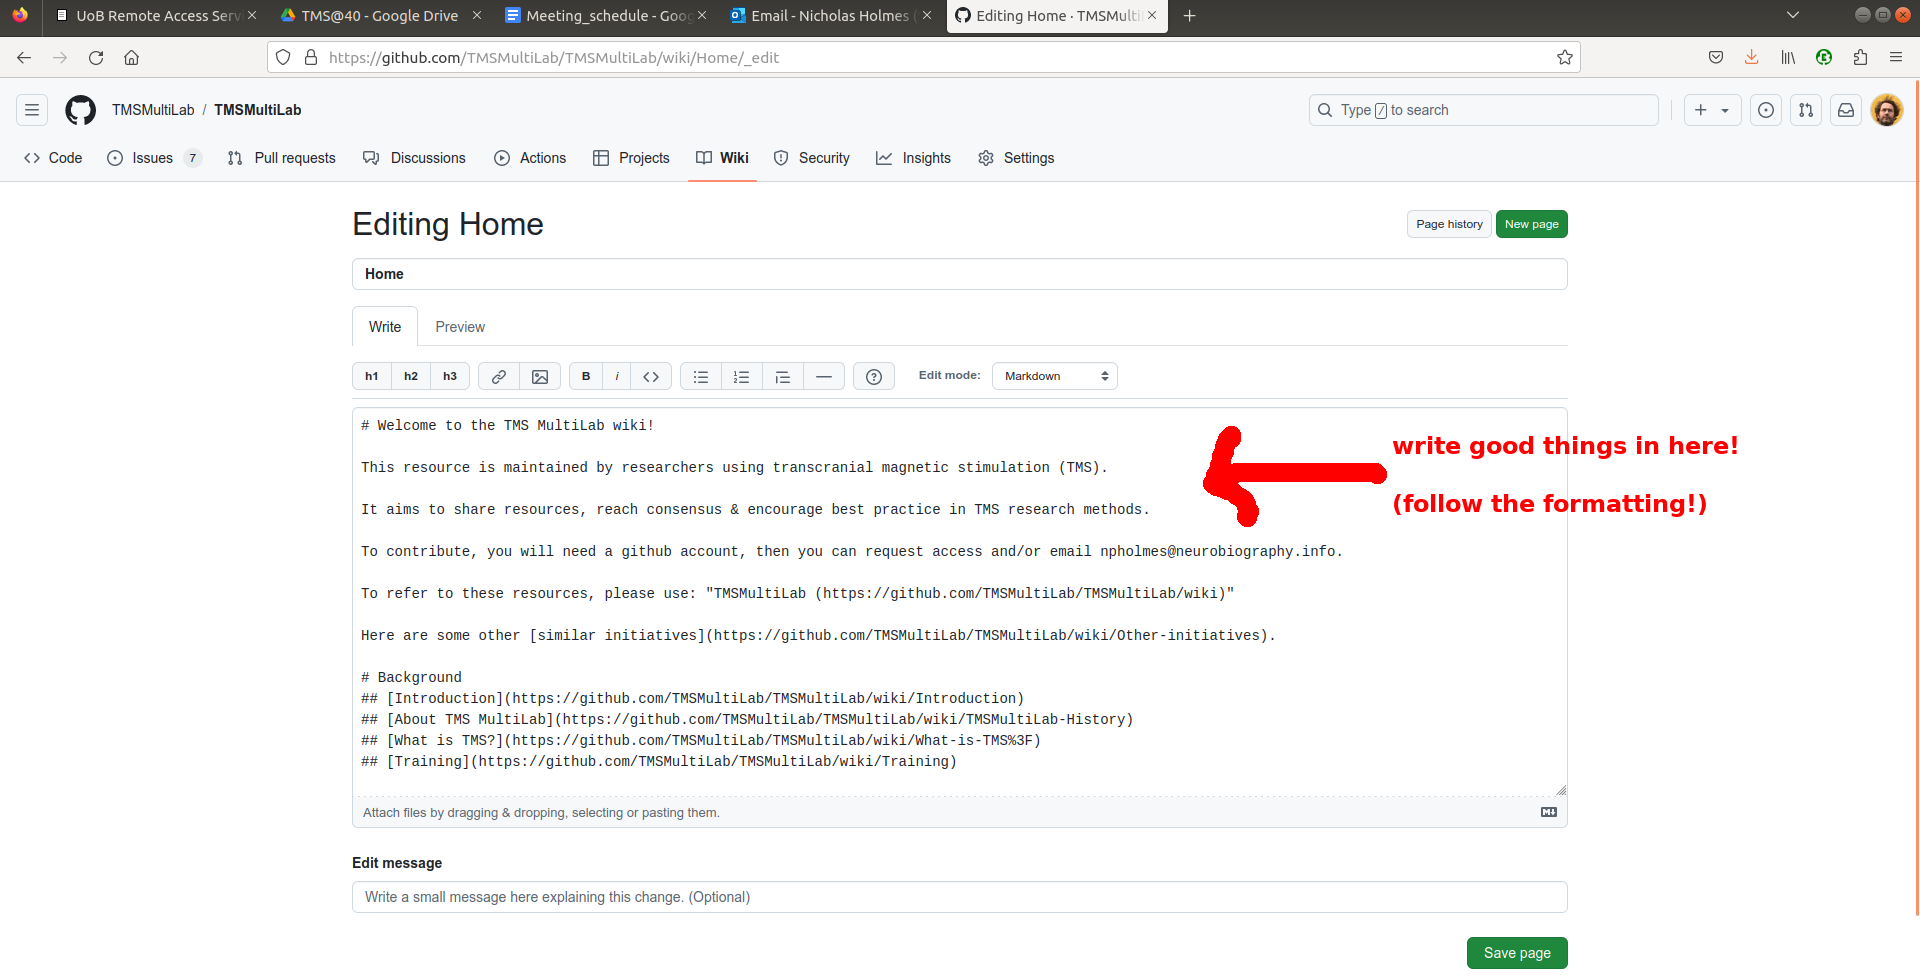 UoB Remote Access Serv
TMS@40 - Google Drive
Meeting_schedule - Goog
Email - Nicholas Holmes (
Editing Home · TMSMulti
https://github.com/TMSMultiLab/TMSMultiLab/wiki/Home/_edit
TMSMultiLab / TMSMultiLab
Type / to search
Code
Issues 7
Pull requests
Discussions
Actions
Projects
Wiki
Security
Insights
Settings
Editing Home
Page history
New page
Home
Write
Preview
h1
h2
h3
B
i
Edit mode:
Markdown
# Welcome to the TMS MultiLab wiki!
This resource is maintained by researchers using transcranial magnetic stimulation (TMS).
It aims to share resources, reach consensus & encourage best practice in TMS research methods.
To contribute, you will need a github account, then you can request access and/or email npholmes@neurobiography.info.
To refer to these resources, please use: "TMSMultiLab (https://github.com/TMSMultiLab/TMSMultiLab/wiki)"
Here are some other [similar initiatives](https://github.com/TMSMultiLab/TMSMultiLab/wiki/Other-initiatives).
# Background
## [Introduction](https://github.com/TMSMultiLab/TMSMultiLab/wiki/Introduction)
## [About TMS MultiLab](https://github.com/TMSMultiLab/TMSMultiLab/wiki/TMSMultiLab-History)
## [What is TMS?](https://github.com/TMSMultiLab/TMSMultiLab/wiki/What-is-TMS%3F)
## [Training](https://github.com/TMSMultiLab/TMSMultiLab/wiki/Training)
write good things in here!
(follow the formatting!)
Attach files by dragging & dropping, selecting or pasting them.
Edit message
Write a small message here explaining this change. (Optional)
Save page